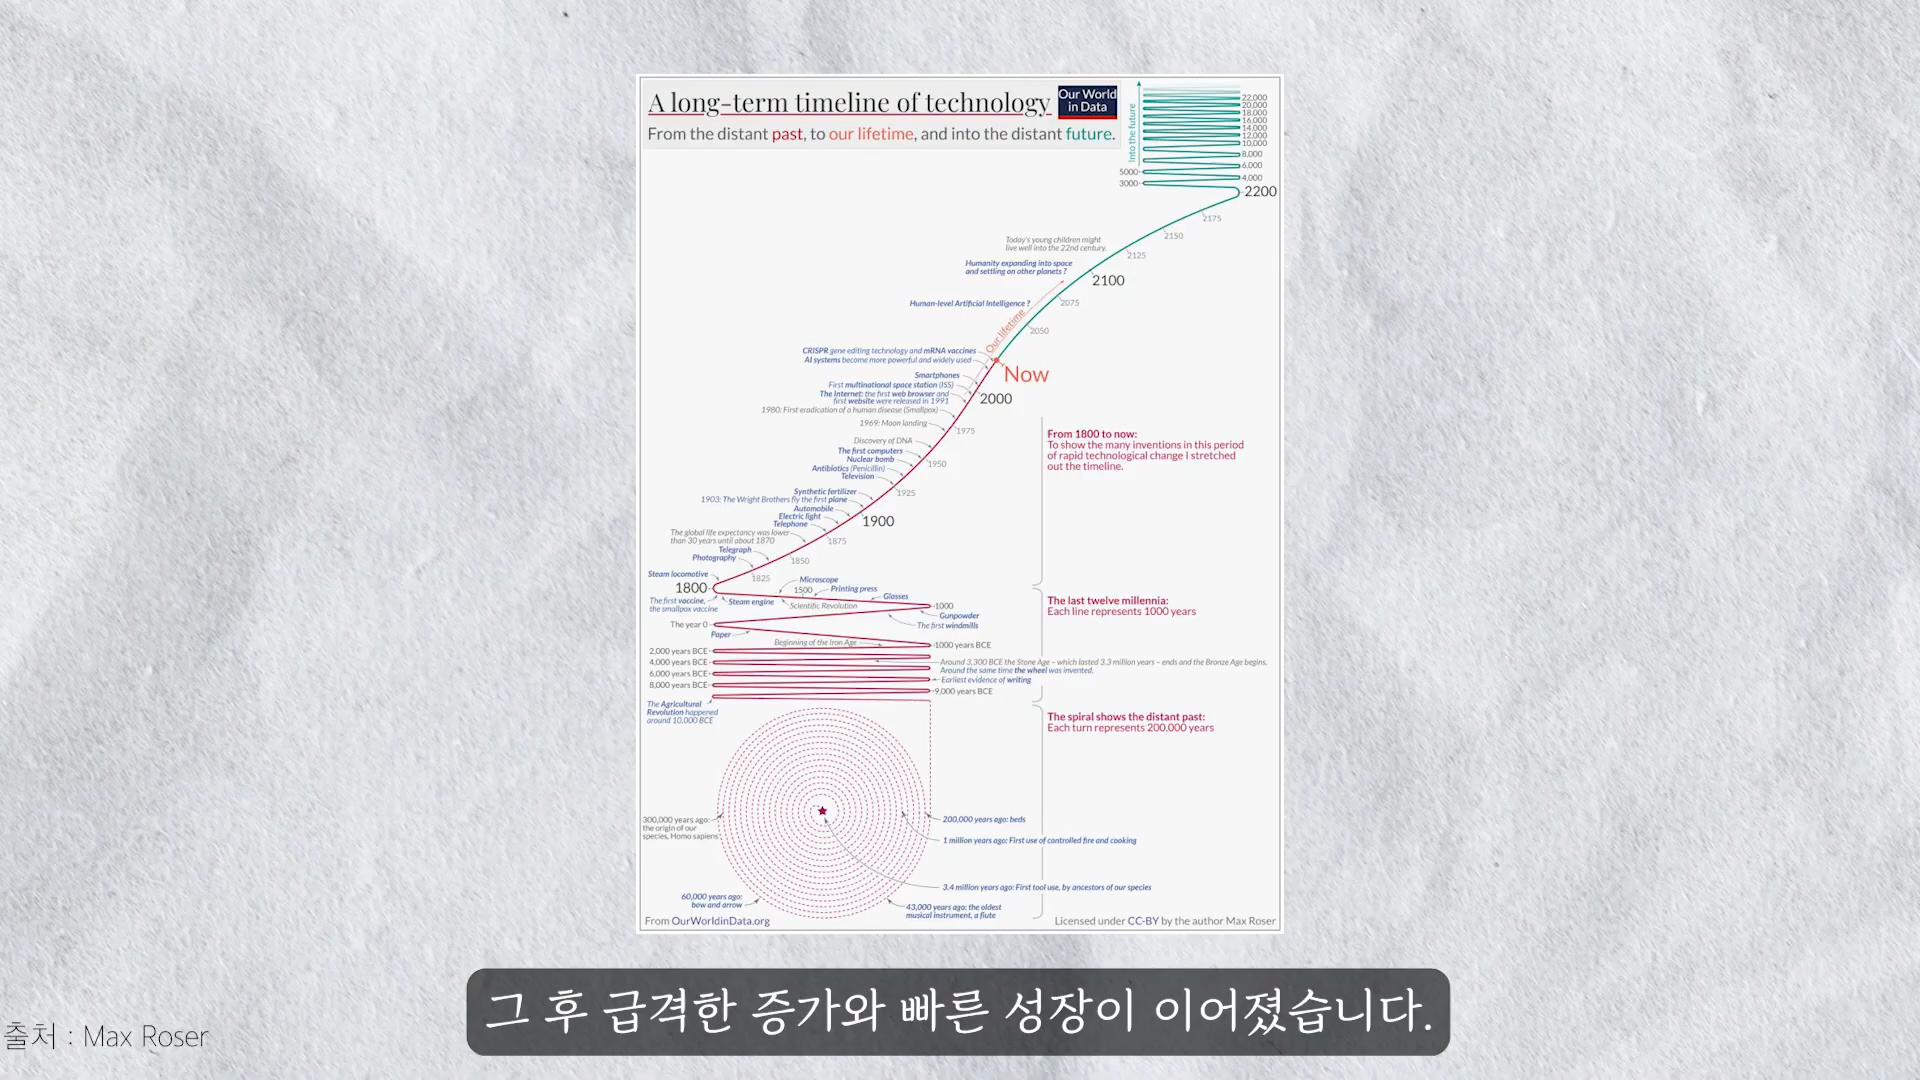 A long-term timeline of technology
Our World
in Data
From the distant past, to our lifetime, and into the distant future.
Into the future
22,000
20,000
18,000
16,000
14,000
12,000
10,000
8,000
6,000
5000
4,000
3000
2200
2175
2150
Today's young children might
live well into the 22nd century.
2125
Humanity expanding into space
and settling on other planets ?
2100
Human-level Artificial Intelligence ?
2075
Our lifetime
2050
CRISPR gene editing technology and mRNA vaccines
AI systems become more powerful and widely used
Now
Smartphones
First multinational space station (ISS)
The Internet: the first web browser and
first website were released in 1991
2000
1980: First eradication of a human disease (Smallpox)
1969: Moon landing
1975
From 1800 to now:
To show the many inventions in this period
of rapid technological change I stretched
out the timeline.
Discovery of DNA
The first computers
Nuclear bomb
1950
Antibiotics (Penicillin)
Television
Synthetic fertilizer
1925
1903: The Wright Brothers fly the first plane
Automobile
Electric light
1900
Telephone
The global life expectancy was lower
than 30 years until about 1870
1875
Telegraph
Photography
1850
Steam locomotive
1825
1800
Microscope
1500
Printing press
Glasses
The first vaccine,
the smallpox vaccine
Steam engine
Scientific Revolution
1000
The last twelve millennia:
Each line represents 1000 years
Gunpowder
The first windmills
The year 0
Paper
Beginning of the Iron Age
1000 years BCE
2,000 years BCE
4,000 years BCE
Around 3,300 BCE the Stone Age – which lasted 3.3 million years – ends and the Bronze Age begins.
Around the same time the wheel was invented.
6,000 years BCE
Earliest evidence of writing
8,000 years BCE
9,000 years BCE
The Agricultural
Revolution happened
around 10,000 BCE
The spiral shows the distant past:
Each turn represents 200,000 years
300,000 years ago:
the origin of our
species, Homo sapiens
200,000 years ago: beds
1 million years ago: First use of controlled fire and cooking
3.4 million years ago: First tool use, by ancestors of our species
60,000 years ago:
bow and arrow
43,000 years ago: the oldest
musical instrument, a flute
From OurWorldinData.org
Licensed under CC-BY by the author Max Roser
그 후 급격한 증가와 빠른 성장이 이어졌습니다.
출처 : Max Roser